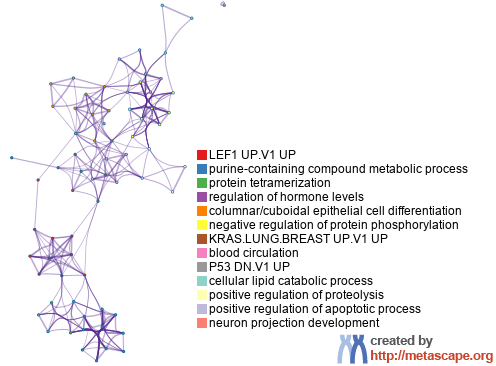 LEF1 UP.V1 UP
purine-containing compound metabolic process
protein tetramerization
regulation of hormone levels
columnar/cuboidal epithelial cell differentiation
negative regulation of protein phosphorylation
KRAS.LUNG.BREAST UP.V1 UP
blood circulation
P53 DN.V1 UP
cellular lipid catabolic process
positive regulation of proteolysis
positive regulation of apoptotic process
neuron projection development
created by
http://metascape.org